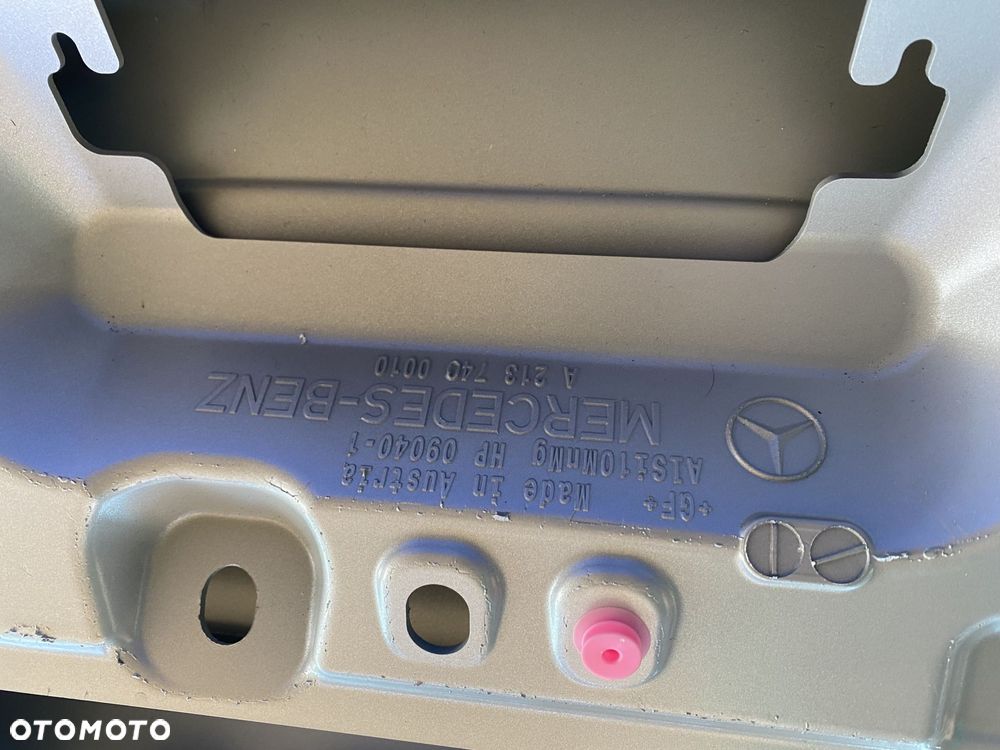 +GF+ Made in Austria
AlSi10MnMg HP 09040-1
MERCEDES-BENZ
A 213 740 0010
OTOMOTO